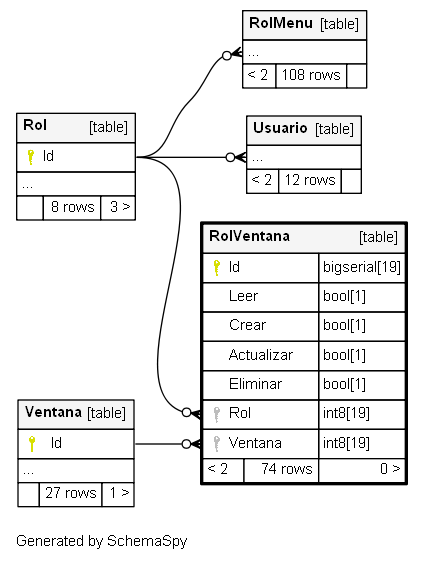 RolMenu [table]
...
< 2 108 rows
Rol [table]
Id
...
8 rows 3 >
Usuario [table]
...
< 2 12 rows
RolVentana [table]
Id bigserial[19]
Leer bool[1]
Crear bool[1]
Actualizar bool[1]
Eliminar bool[1]
Rol int8[19]
Ventana int8[19]
< 2 74 rows 0 >
Ventana [table]
Id
...
27 rows 1 >
Generated by SchemaSpy